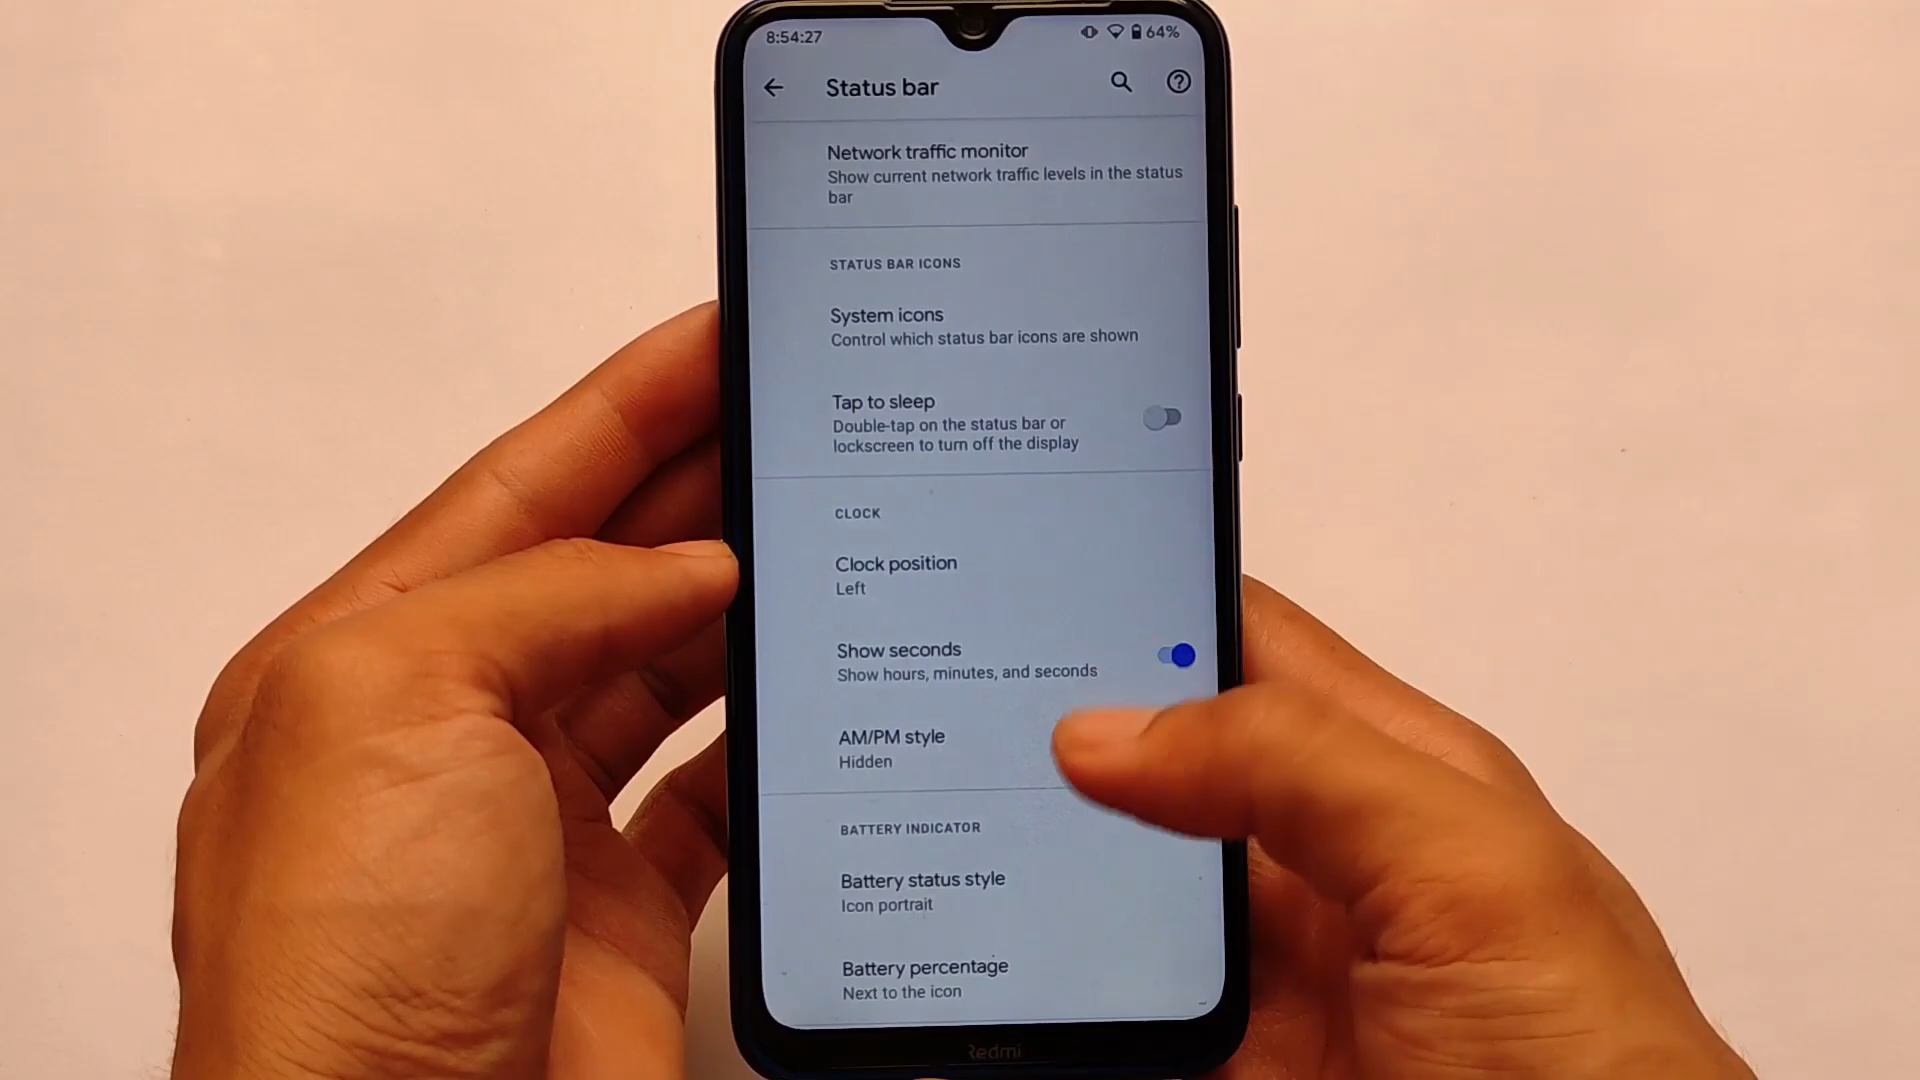 8:54:27
64%
Status bar
Network traffic monitor
Show current network traffic levels in the status
bar
STATUS BAR ICONS
System icons
Control which status bar icons are shown
Tap to sleep
Double-tap on the status bar or
lockscreen to turn off the display
CLOCK
Clock position
Left
Show seconds
Show hours, minutes, and seconds
AM/PM style
Hidden
BATTERY INDICATOR
Battery status style
Icon portrait
Battery percentage
Next to the icon
Redmi